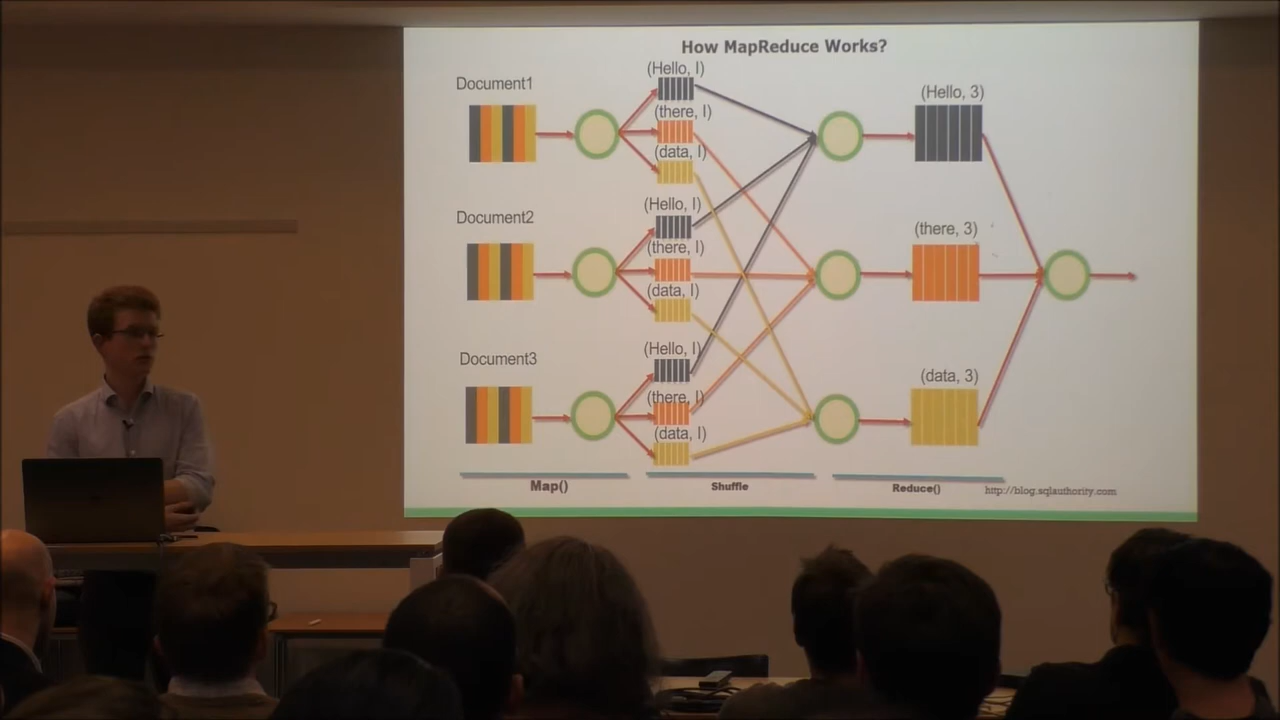 How MapReduce Works?
Document1
(Hello, I)
(there, I)
(data, I)
(Hello, 3)
Document2
(Hello, I)
(there, I)
(data, I)
(there, 3)
Document3
(Hello, I)
(there, I)
(data, I)
(data, 3)
Map()
Shuffle
Reduce()
http://blog.sqlauthority.com